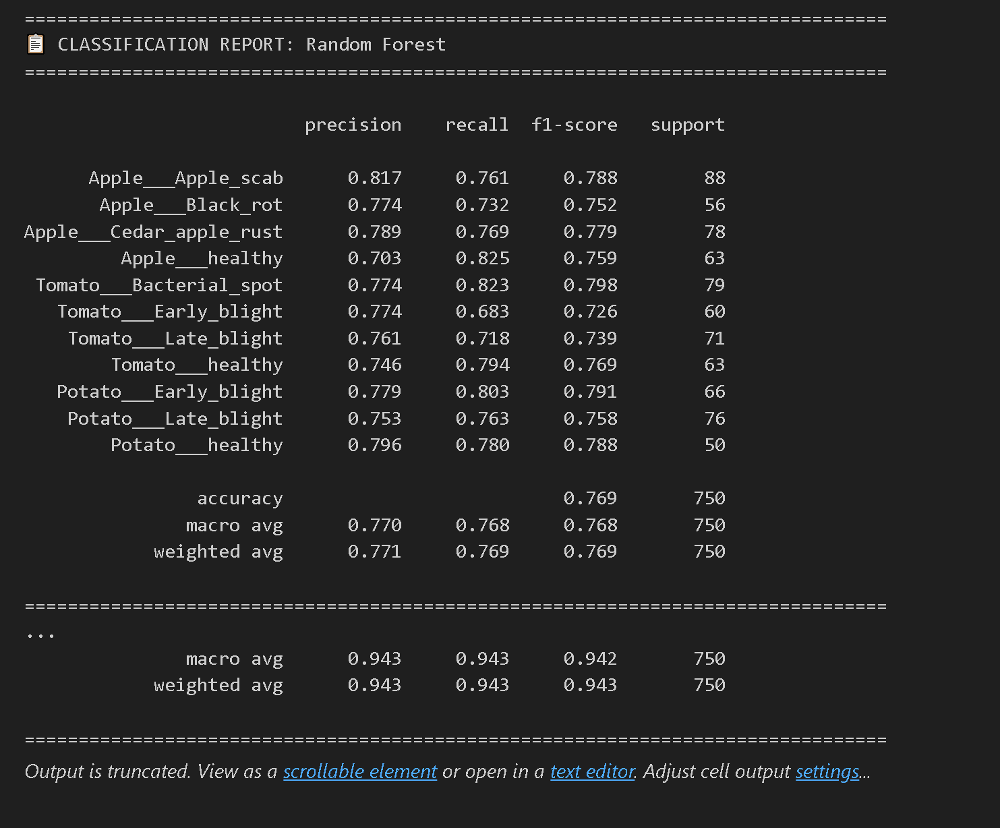 ================================================================================
📋 CLASSIFICATION REPORT: Random Forest
================================================================================
precision    recall  f1-score   support
Apple___Apple_scab      0.817     0.761     0.788        88
Apple___Black_rot      0.774     0.732     0.752        56
Apple___Cedar_apple_rust      0.789     0.769     0.779        78
Apple___healthy      0.703     0.825     0.759        63
Tomato___Bacterial_spot      0.774     0.823     0.798        79
Tomato___Early_blight      0.774     0.683     0.726        60
Tomato___Late_blight      0.761     0.718     0.739        71
Tomato___healthy      0.746     0.794     0.769        63
Potato___Early_blight      0.779     0.803     0.791        66
Potato___Late_blight      0.753     0.763     0.758        76
Potato___healthy      0.796     0.780     0.788        50
accuracy                          0.769       750
macro avg      0.770     0.768     0.768       750
weighted avg      0.771     0.769     0.769       750
================================================================================
...
macro avg      0.943     0.943     0.942       750
weighted avg      0.943     0.943     0.943       750
================================================================================
Output is truncated. View as a scrollable element or open in a text editor. Adjust cell output settings...